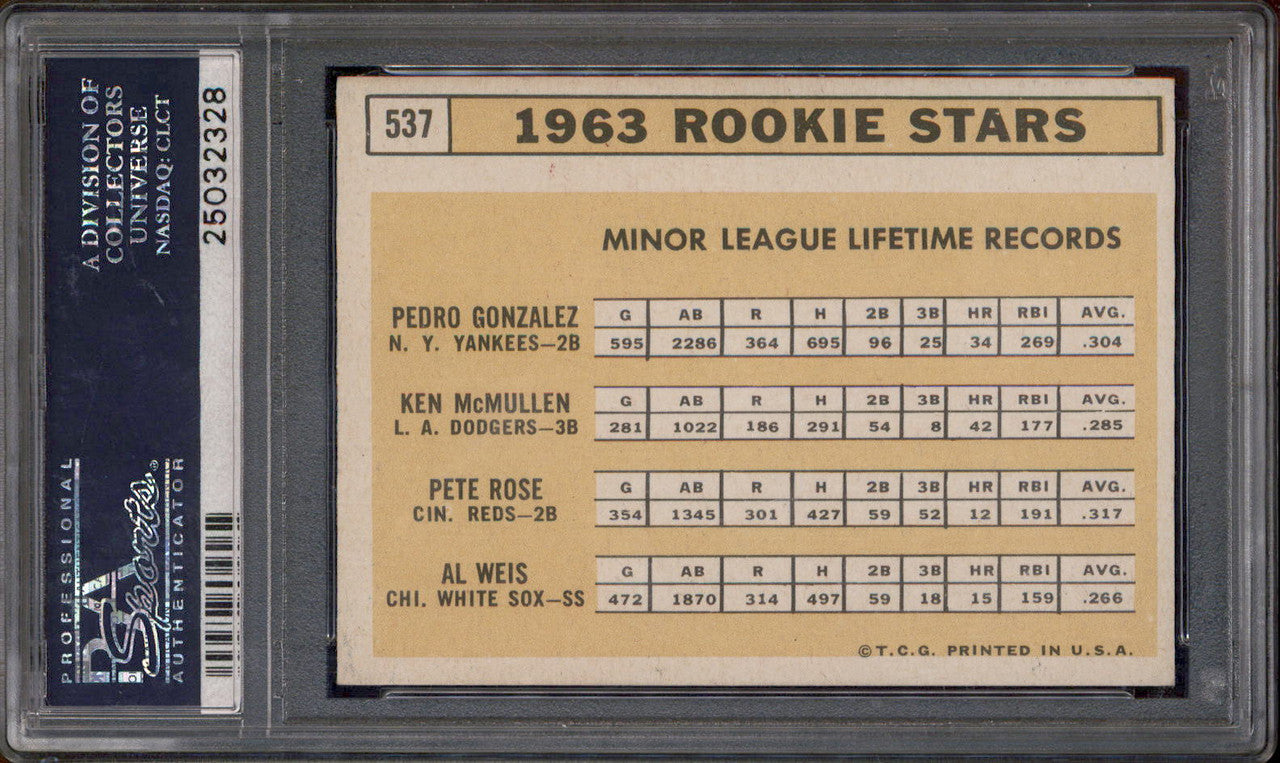 A DIVISION OF
COLLECTORS
UNIVERSE
NASDAQ: CLCT
25032328
PROFESSIONAL
PSA
Sports
AUTHENTICATOR
537 1963 ROOKIE STARS
MINOR LEAGUE LIFETIME RECORDS
PEDRO GONZALEZ G AB R H 2B 3B HR RBI AVG.
N. Y. YANKEES—2B 595 2286 364 695 96 25 34 269 .304
KEN McMULLEN G AB R H 2B 3B HR RBI AVG.
L. A. DODGERS—3B 281 1022 186 291 54 8 42 177 .285
PETE ROSE G AB R H 2B 3B HR RBI AVG.
CIN. REDS—2B 354 1345 301 427 59 52 12 191 .317
AL WEIS G AB R H 2B 3B HR RBI AVG.
CHI. WHITE SOX—SS 472 1870 314 497 59 18 15 159 .266
©T.C.G. PRINTED IN U.S.A.